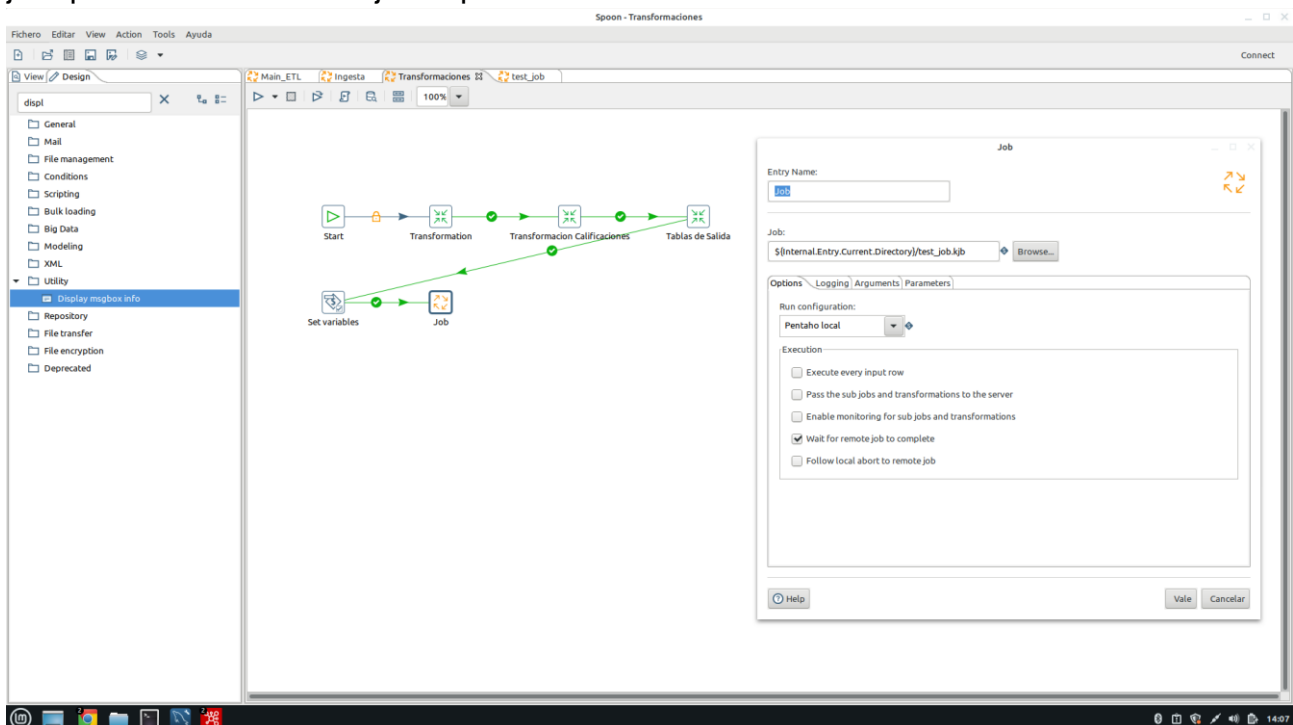 Spoon - Transformaciones
Fichero Editar View Action Tools Ayuda
Connect
View Design
Main_ETL Ingesta Transformaciones test_job
displ
100%
General
Mail
File management
Conditions
Scripting
Bulk loading
Big Data
Modeling
XML
Utility
Display msgbox info
Repository
File transfer
File encryption
Deprecated
Start Transformation Transformacion Calificaciones Tablas de Salida
Set variables Job
Job
Entry Name:
Job
Job:
${Internal.Entry.Current.Directory}/test_job.kjb Browse...
Options Logging Arguments Parameters
Run configuration:
Pentaho local
Execution
Execute every input row
Pass the sub jobs and transformations to the server
Enable monitoring for sub jobs and transformations
Wait for remote job to complete
Follow local abort to remote job
Help Vale Cancelar
2 2 14:07